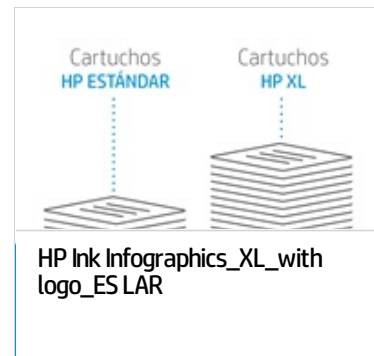 Cartuchos
HP ESTÁNDAR
Cartuchos
HP XL
HP Ink Infographics_XL_with
logo_ES LAR